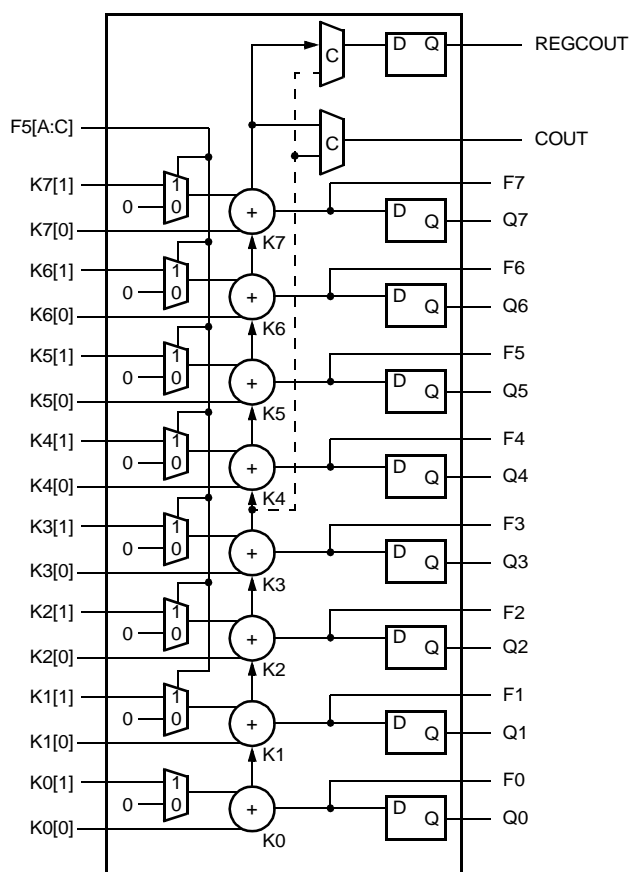 D Q REGCOUT
C
F5[A:C]
C COUT
K7[1] 1 F7
0 0 + D Q Q7
K7[0] K7
K6[1] 1 F6
0 0 + D Q Q6
K6[0] K6
K5[1] 1 F5
0 0 + D Q Q5
K5[0] K5
K4[1] 1 F4
0 0 + D Q Q4
K4[0] K4
K3[1] 1 F3
0 0 + D Q Q3
K3[0] K3
K2[1] 1 F2
0 0 + D Q Q2
K2[0] K2
K1[1] 1 F1
0 0 + D Q Q1
K1[0] K1
K0[1] 1 F0
0 0 + D Q Q0
K0[0] K0